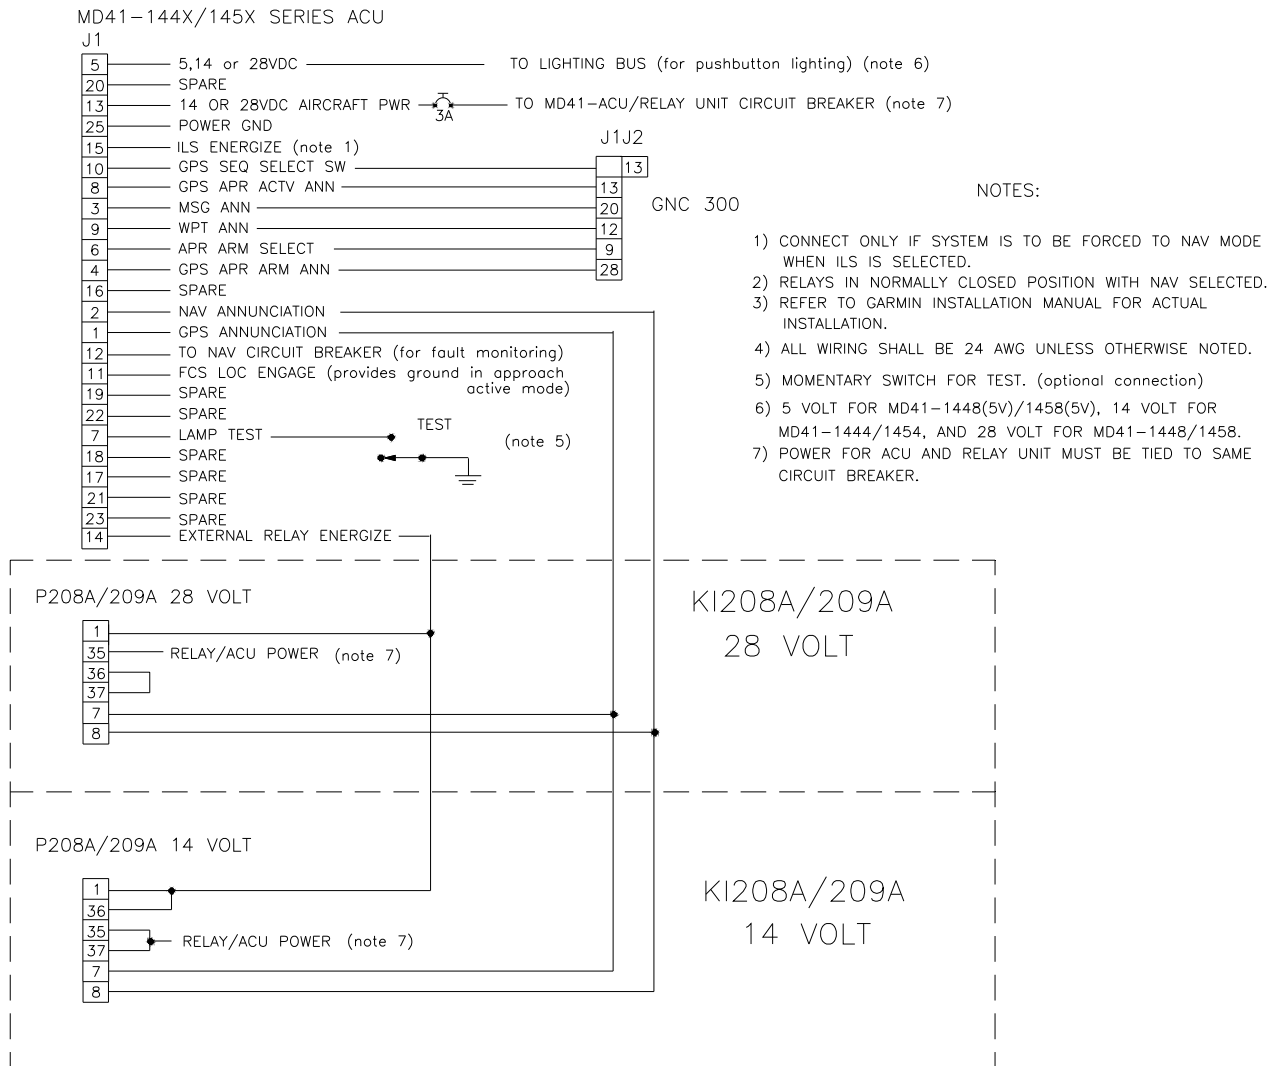 MD41-144X/145X SERIES ACU
J1
5 5,14 or 28VDC TO LIGHTING BUS (for pushbutton lighting) (note 6)
20 SPARE
13 14 OR 28VDC AIRCRAFT PWR 3A TO MD41-ACU/RELAY UNIT CIRCUIT BREAKER (note 7)
25 POWER GND
J1J2
15 ILS ENERGIZE (note 1)
10 GPS SEQ SELECT SW 13
8 GPS APR ACTV ANN 13
3 MSG ANN 20
GNC 300
9 WPT ANN 12
6 APR ARM SELECT 9
4 GPS APR ARM ANN 28
16 SPARE
2 NAV ANNUNCIATION
1 GPS ANNUNCIATION
12 TO NAV CIRCUIT BREAKER (for fault monitoring)
11 FCS LOC ENGAGE (provides ground in approach
active mode)
19 SPARE
22 SPARE
7 LAMP TEST TEST (note 5)
18 SPARE
17 SPARE
21 SPARE
23 SPARE
14 EXTERNAL RELAY ENERGIZE
NOTES:
1) CONNECT ONLY IF SYSTEM IS TO BE FORCED TO NAV MODE
WHEN ILS IS SELECTED.
2) RELAYS IN NORMALLY CLOSED POSITION WITH NAV SELECTED.
3) REFER TO GARMIN INSTALLATION MANUAL FOR ACTUAL
INSTALLATION.
4) ALL WIRING SHALL BE 24 AWG UNLESS OTHERWISE NOTED.
5) MOMENTARY SWITCH FOR TEST. (optional connection)
6) 5 VOLT FOR MD41-1448(5V)/1458(5V), 14 VOLT FOR
MD41-1444/1454, AND 28 VOLT FOR MD41-1448/1458.
7) POWER FOR ACU AND RELAY UNIT MUST BE TIED TO SAME
CIRCUIT BREAKER.
P208A/209A 28 VOLT
1
35 RELAY/ACU POWER (note 7)
36
37
7
8
KI208A/209A
28 VOLT
P208A/209A 14 VOLT
1
36
35
37 RELAY/ACU POWER (note 7)
7
8
KI208A/209A
14 VOLT